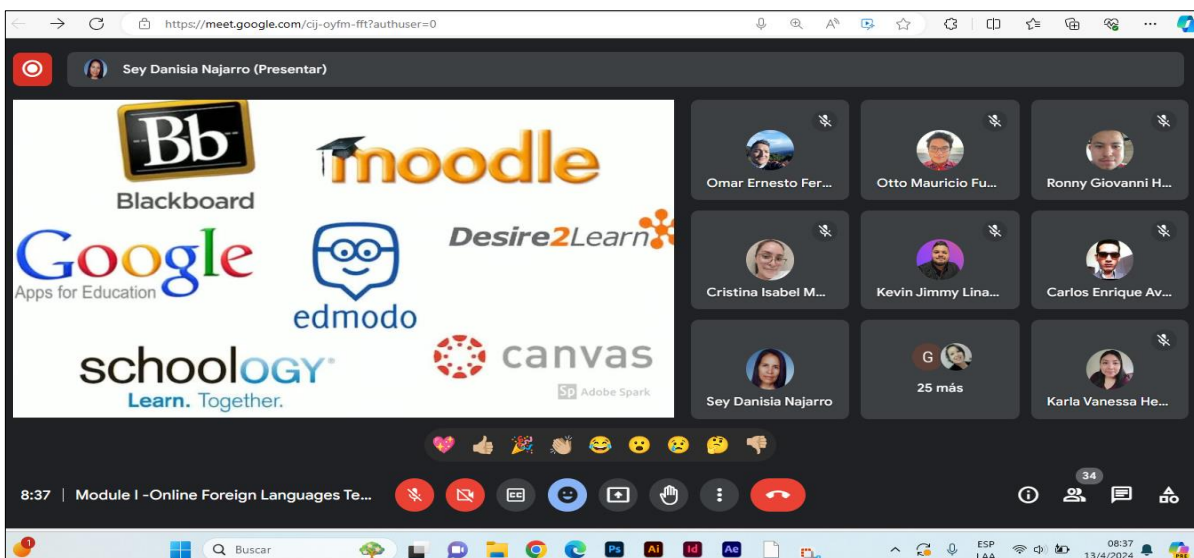 https://meet.google.com/cij-oyfm-fft?authuser=0
Sey Danisia Najarro (Presentar)
Bb
Blackboard
moodle
Google
Apps for Education
edmodo
Desire2Learn
schoology
Learn. Together.
canvas
Sp Adobe Spark
Omar Ernesto Fer...
Otto Mauricio Fu...
Ronny Giovanni H...
Cristina Isabel M...
Kevin Jimmy Lina...
Carlos Enrique Av...
Sey Danisia Najarro
G
25 más
Karla Vanessa He...
8:37 | Module I -Online Foreign Languages Te...
CC
34
1
Buscar
Ps
Ai
Id
Ae
ESP
LAA
08:37
13/4/2024
PRE